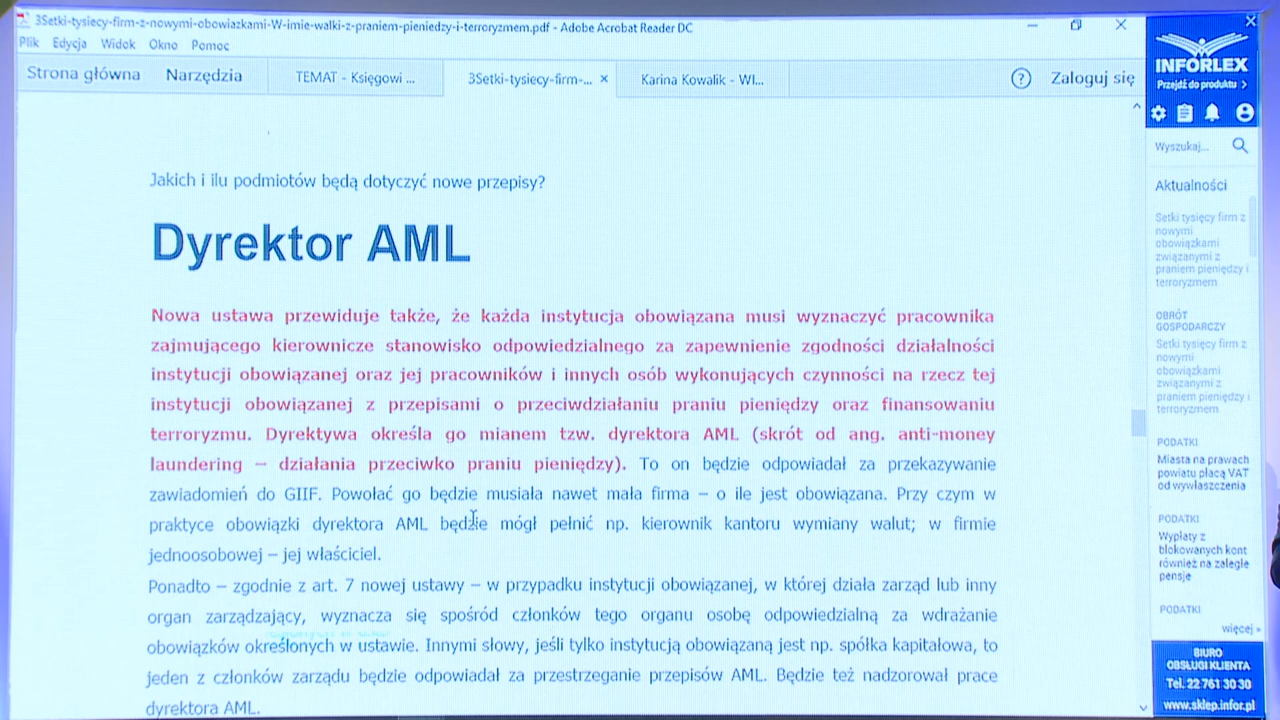 3Setki-tysiecy-firm-z-nowymi-obowiazkami-W-imie-walki-z-praniem-pieniedzy-i-terroryzmem.pdf - Adobe Acrobat Reader DC
Plik Edycja Widok Okno Pomoc
Strona główna Narzędzia TEMAT - Księgowi ... 3Setki-tysiecy-firm-... × Karina Kowalik - WI... ? Zaloguj się
Jakich i ilu podmiotów będą dotyczyć nowe przepisy?
Dyrektor AML
Nowa ustawa przewiduje także, że każda instytucja obowiązana musi wyznaczyć pracownika
zajmującego kierownicze stanowisko odpowiedzialnego za zapewnienie zgodności działalności
instytucji obowiązanej oraz jej pracowników i innych osób wykonujących czynności na rzecz tej
instytucji obowiązanej z przepisami o przeciwdziałaniu praniu pieniędzy oraz finansowaniu
terroryzmu. Dyrektywa określa go mianem tzw. dyrektora AML (skrót od ang. anti-money
laundering – działania przeciwko praniu pieniędzy). To on będzie odpowiadał za przekazywanie
zawiadomień do GIIF. Powołać go będzie musiała nawet mała firma – o ile jest obowiązana. Przy czym w
praktyce obowiązki dyrektora AML będzie mógł pełnić np. kierownik kantoru wymiany walut; w firmie
jednoosobowej – jej właściciel.
Ponadto – zgodnie z art. 7 nowej ustawy – w przypadku instytucji obowiązanej, w której działa zarząd lub inny
organ zarządzający, wyznacza się spośród członków tego organu osobę odpowiedzialną za wdrażanie
obowiązków określonych w ustawie. Innymi słowy, jeśli tylko instytucją obowiązaną jest np. spółka kapitałowa, to
jeden z członków zarządu będzie odpowiadał za przestrzeganie przepisów AML. Będzie też nadzorował prace
dyrektora AML.
INFORLEX
Przejdź do produktu >
Wyszukaj...
Aktualności
Setki tysięcy firm z
nowymi
obowiązkami
związanymi z
praniem pieniędzy i
terroryzmem
OBRÓT
GOSPODARCZY
Setki tysięcy firm z
nowymi
obowiązkami
związanymi z
praniem pieniędzy i
terroryzmem
PODATKI
Miasta na prawach
powiatu płacą VAT
od wywłaszczenia
PODATKI
Wypłaty z
blokowanych kont
również na zaległe
pensje
PODATKI
więcej »
BIURO
OBSŁUGI KLIENTA
Tel. 22 761 30 30
www.sklep.infor.pl